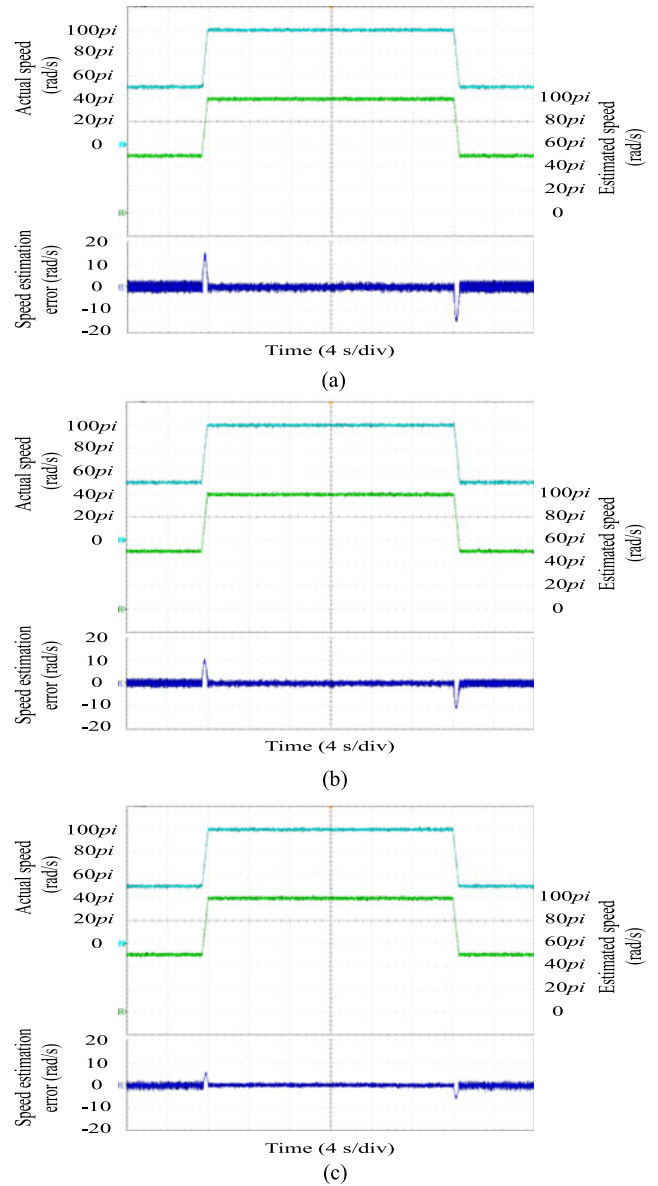 Actual speed
(rad/s)
100pi
80pi
60pi
40pi
20pi
0
100pi
80pi
60pi
40pi
20pi
0
Estimated speed
(rad/s)
Speed estimation
error (rad/s)
20
10
0
-10
-20
Time (4 s/div)
(a)
Actual speed
(rad/s)
100pi
80pi
60pi
40pi
20pi
0
100pi
80pi
60pi
40pi
20pi
0
Estimated speed
(rad/s)
Speed estimation
error (rad/s)
20
10
0
-10
-20
Time (4 s/div)
(b)
Actual speed
(rad/s)
100pi
80pi
60pi
40pi
20pi
0
100pi
80pi
60pi
40pi
20pi
0
Estimated speed
(rad/s)
Speed estimation
error (rad/s)
20
10
0
-10
-20
Time (4 s/div)
(c)